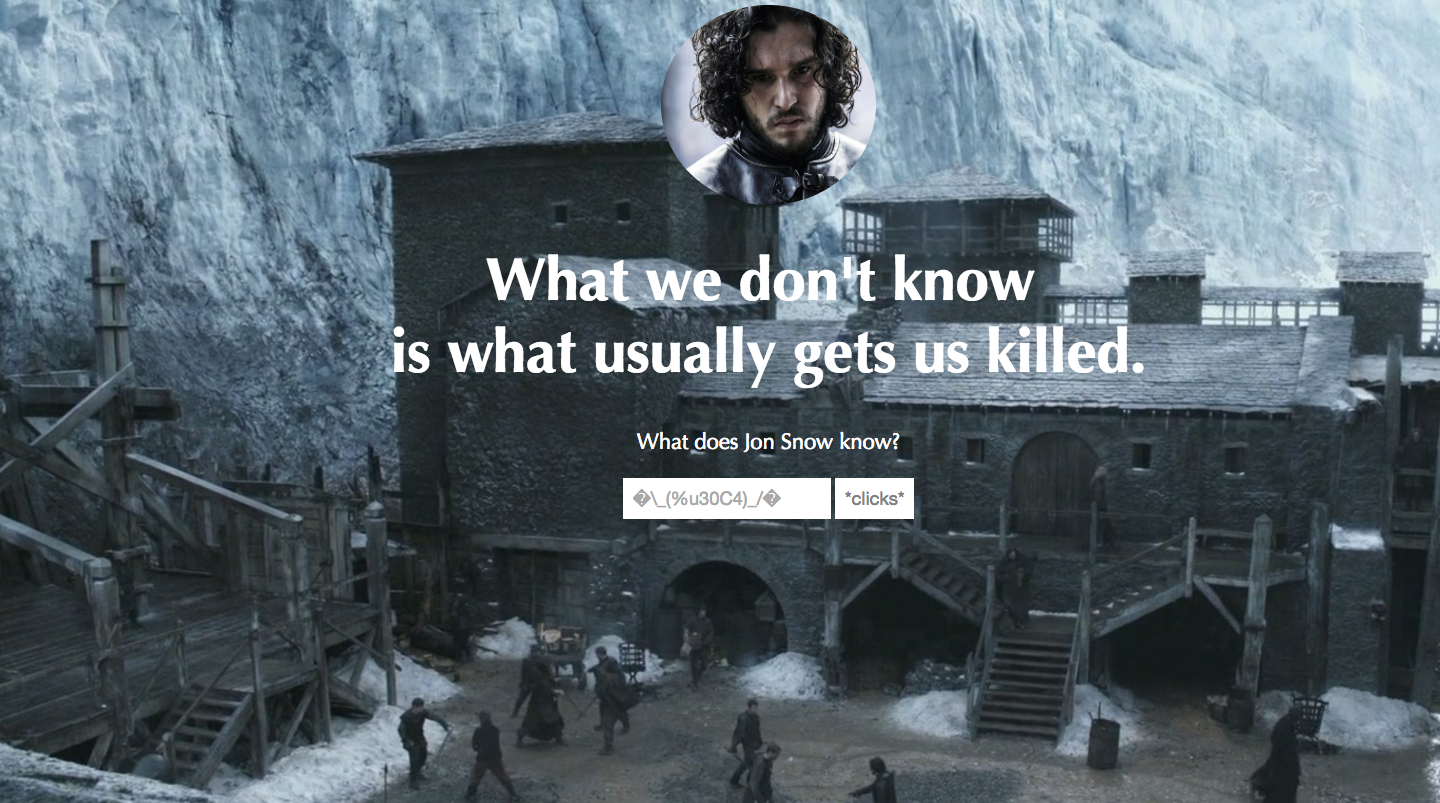 What we don't know
is what usually gets us killed.
What does Jon Snow know?
�\_(%u30C4)_/� *clicks*